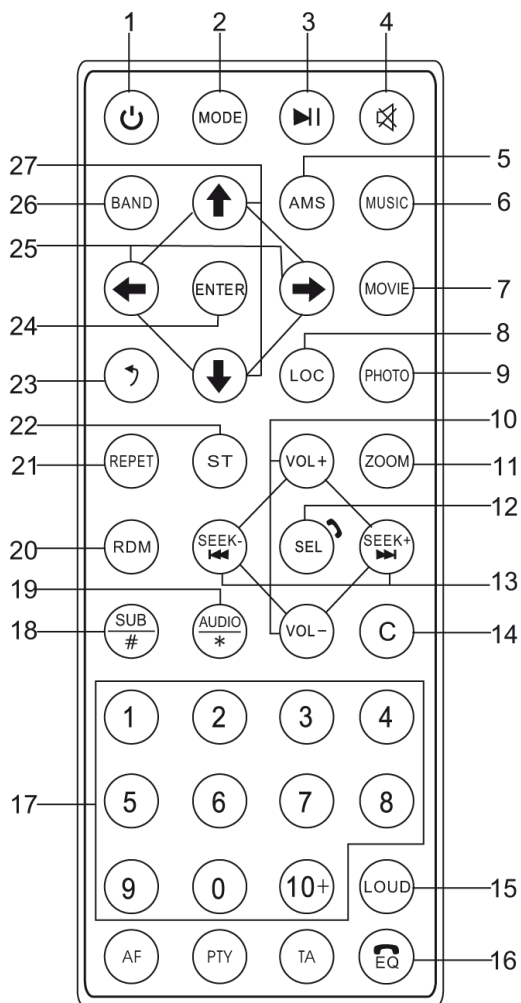 1 2 3 4
MODE
27 5
26 BAND AMS MUSIC 6
25
ENTER MOVIE 7
24 8
23 LOC PHOTO 9
22 10
21 REPET ST VOL+ ZOOM 11
12
20 RDM SEEK- SEL SEEK+
19 13
18 SUB # AUDIO * VOL- C 14
1 2 3 4
17 5 6 7 8
9 0 10+ LOUD 15
AF PTY TA EQ 16